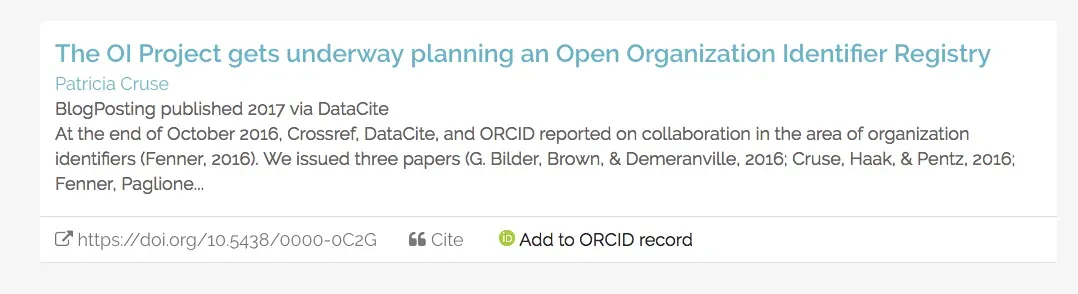 The OI Project gets underway planning an Open Organization Identifier Registry
Patricia Cruse
BlogPosting published 2017 via DataCite
At the end of October 2016, Crossref, DataCite, and ORCID reported on collaboration in the area of organization
identifiers (Fenner, 2016). We issued three papers (G. Bilder, Brown, & Demeranville, 2016; Cruse, Haak, & Pentz, 2016;
Fenner, Paglione...
https://doi.org/10.5438/0000-0C2G Cite iD Add to ORCID record